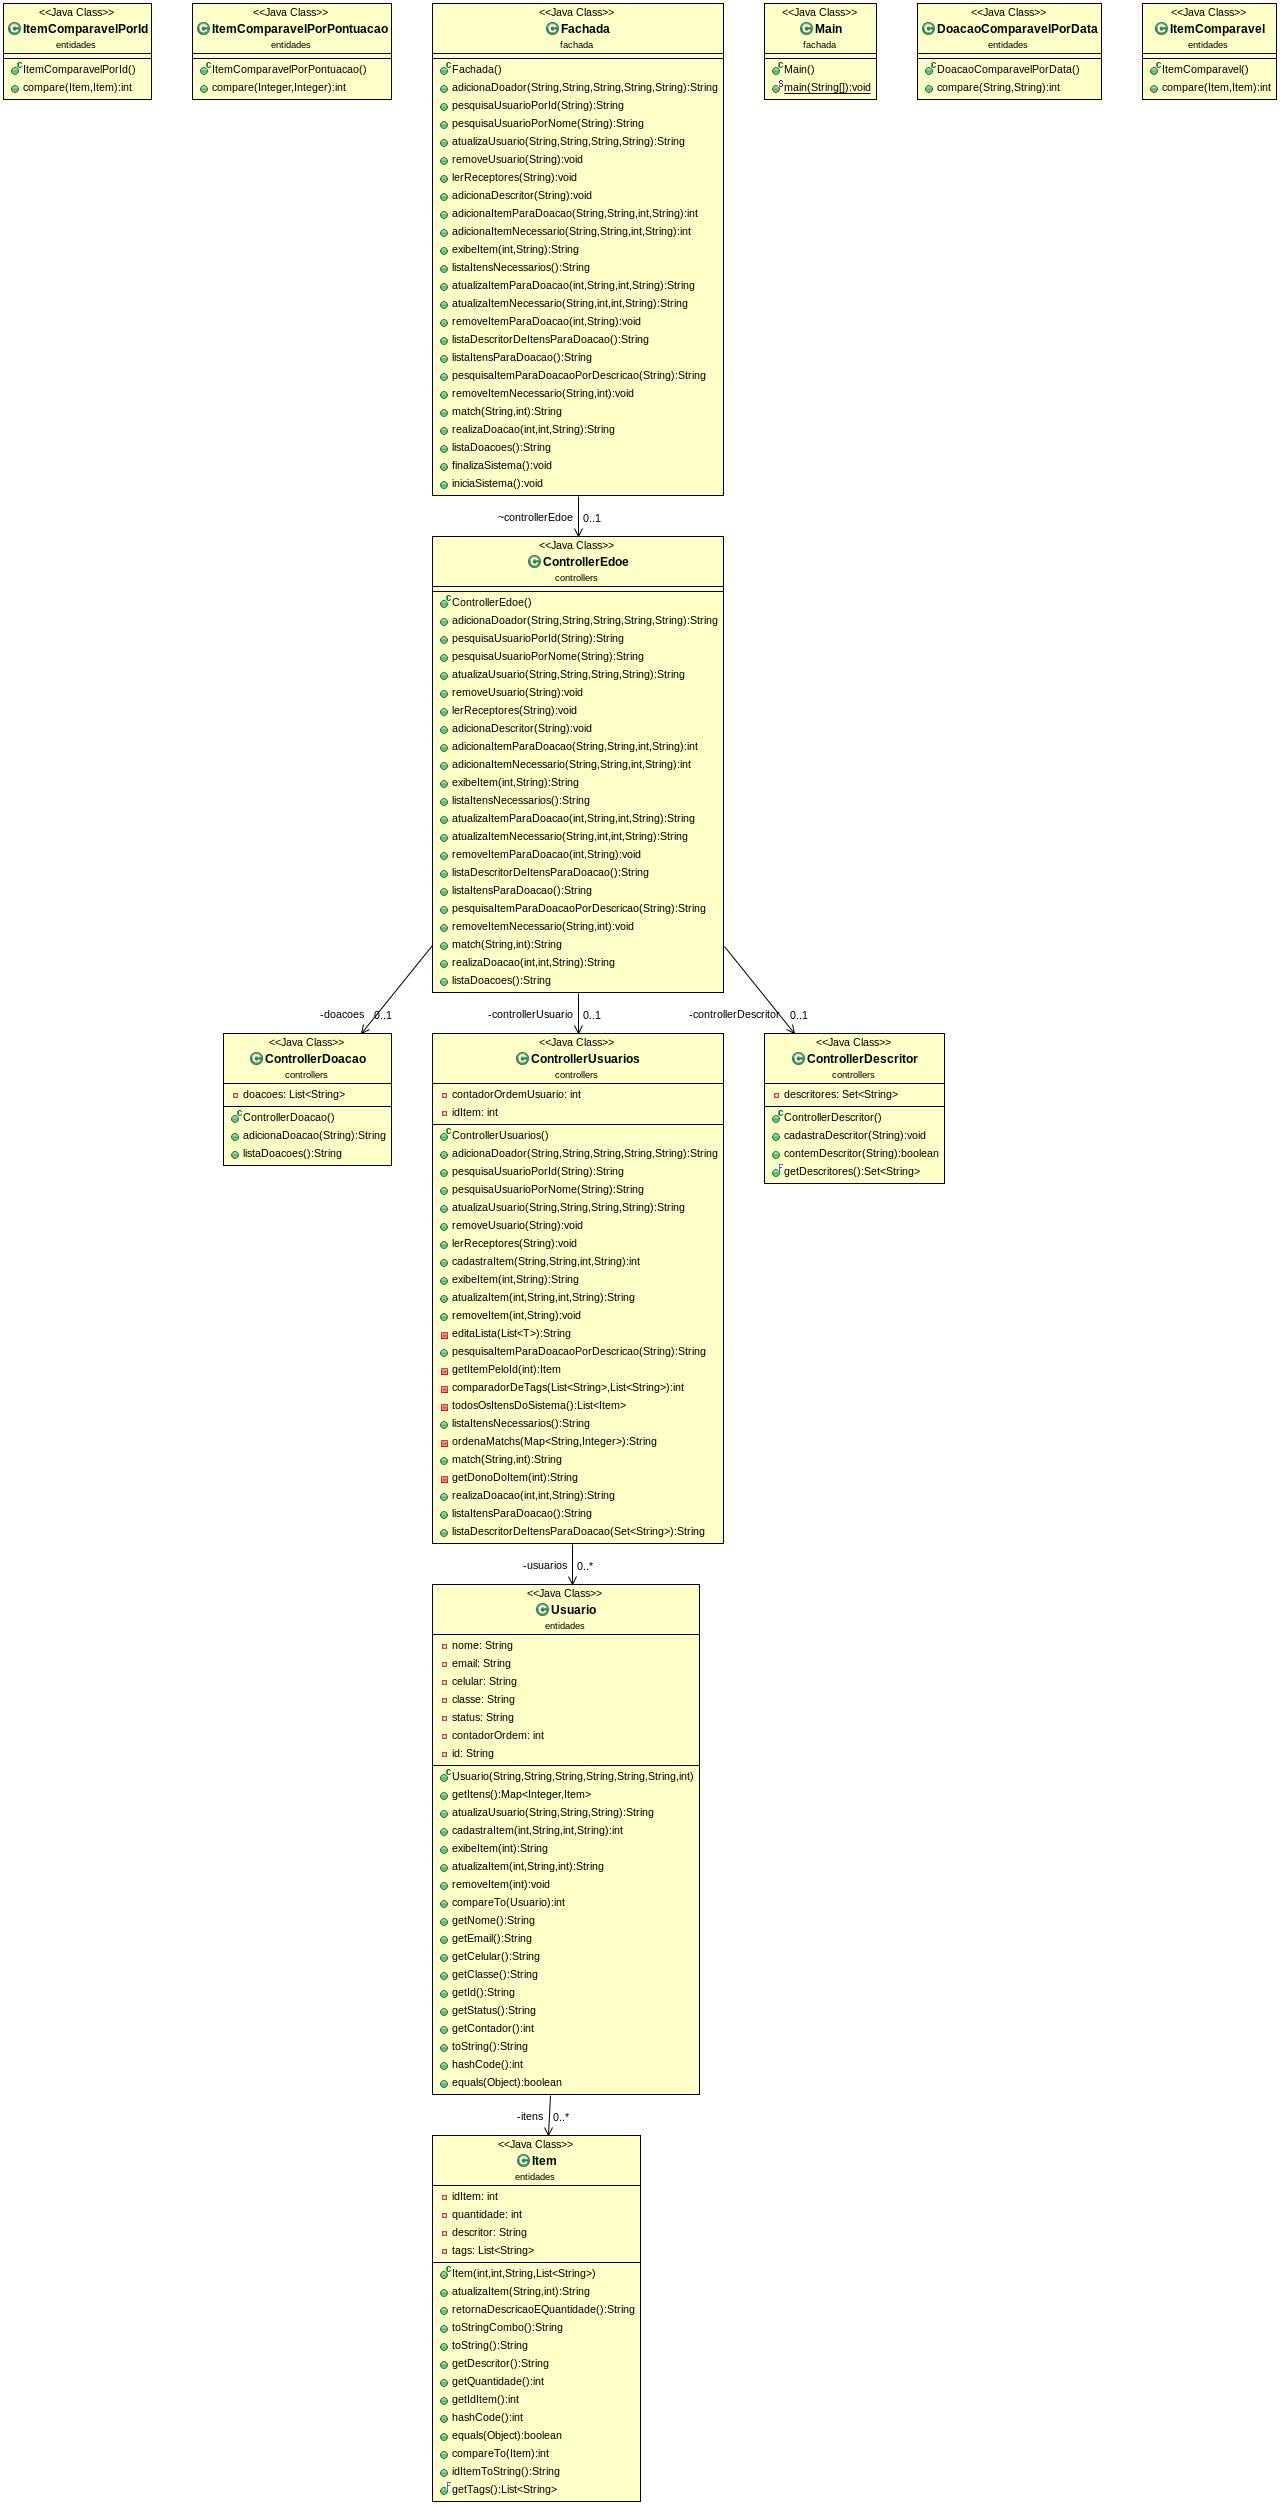 <<Java Class>>
ItemComparavelPorId
entidades
ItemComparavelPorId()
compare(Item,Item):int
<<Java Class>>
ItemComparavelPorPontuacao
entidades
ItemComparavelPorPontuacao()
compare(Integer,Integer):int
<<Java Class>>
Fachada
fachada
Fachada()
adicionaDoador(String,String,String,String,String):String
pesquisaUsuarioPorId(String):String
pesquisaUsuarioPorNome(String):String
atualizaUsuario(String,String,String,String):String
removeUsuario(String):void
lerReceptores(String):void
adicionaDescritor(String):void
adicionaItemParaDoacao(String,String,int,String):int
adicionaItemNecessario(String,String,int,String):int
exibeItem(int,String):String
listaItensNecessarios():String
atualizaItemParaDoacao(int,String,int,String):String
atualizaItemNecessario(String,int,int,String):String
removeItemParaDoacao(int,String):void
listaDescritorDeItensParaDoacao():String
listaItensParaDoacao():String
pesquisaItemParaDoacaoPorDescricao(String):String
removeItemNecessario(String,int):void
match(String,int):String
realizaDoacao(int,int,String):String
listaDoacoes():String
finalizaSistema():void
iniciaSistema():void
<<Java Class>>
Main
fachada
Main()
main(String[]):void
<<Java Class>>
DoacaoComparavelPorData
entidades
DoacaoComparavelPorData()
compare(String,String):int
<<Java Class>>
ItemComparavel
entidades
ItemComparavel()
compare(Item,Item):int
~controllerEdoe 0..1
<<Java Class>>
ControllerEdoe
controllers
ControllerEdoe()
adicionaDoador(String,String,String,String,String):String
pesquisaUsuarioPorId(String):String
pesquisaUsuarioPorNome(String):String
atualizaUsuario(String,String,String,String):String
removeUsuario(String):void
lerReceptores(String):void
adicionaDescritor(String):void
adicionaItemParaDoacao(String,String,int,String):int
adicionaItemNecessario(String,String,int,String):int
exibeItem(int,String):String
listaItensNecessarios():String
atualizaItemParaDoacao(int,String,int,String):String
atualizaItemNecessario(String,int,int,String):String
removeItemParaDoacao(int,String):void
listaDescritorDeItensParaDoacao():String
listaItensParaDoacao():String
pesquisaItemParaDoacaoPorDescricao(String):String
removeItemNecessario(String,int):void
match(String,int):String
realizaDoacao(int,int,String):String
listaDoacoes():String
-doacoes 0..1
-controllerUsuario 0..1
-controllerDescritor 0..1
<<Java Class>>
ControllerDoacao
controllers
doacoes: List<String>
ControllerDoacao()
adicionaDoacao(String):String
listaDoacoes():String
<<Java Class>>
ControllerUsuarios
controllers
contadorOrdemUsuario: int
idItem: int
ControllerUsuarios()
adicionaDoador(String,String,String,String,String):String
pesquisaUsuarioPorId(String):String
pesquisaUsuarioPorNome(String):String
atualizaUsuario(String,String,String,String):String
removeUsuario(String):void
lerReceptores(String):void
cadastraItem(String,String,int,String):int
exibeItem(int,String):String
atualizaItem(int,String,int,String):String
removeItem(int,String):void
editaLista(List<T>):String
pesquisaItemParaDoacaoPorDescricao(String):String
getItemPeloId(int):Item
comparadorDeTags(List<String>,List<String>):int
todosOsItensDoSistema():List<Item>
listaItensNecessarios():String
ordenaMatchs(Map<String,Integer>):String
match(String,int):String
getDonoDoItem(int):String
realizaDoacao(int,int,String):String
listaItensParaDoacao():String
listaDescritorDeItensParaDoacao(Set<String>):String
<<Java Class>>
ControllerDescritor
controllers
descritores: Set<String>
ControllerDescritor()
cadastraDescritor(String):void
contemDescritor(String):boolean
getDescritores():Set<String>
-usuarios 0..*
<<Java Class>>
Usuario
entidades
nome: String
email: String
celular: String
classe: String
status: String
contadorOrdem: int
id: String
Usuario(String,String,String,String,String,String,int)
getItens():Map<Integer,Item>
atualizaUsuario(String,String,String):String
cadastraItem(int,String,int,String):int
exibeItem(int):String
atualizaItem(int,String,int):String
removeItem(int):void
compareTo(Usuario):int
getNome():String
getEmail():String
getCelular():String
getClasse():String
getId():String
getStatus():String
getContador():int
toString():String
hashCode():int
equals(Object):boolean
-itens 0..*
<<Java Class>>
Item
entidades
idItem: int
quantidade: int
descritor: String
tags: List<String>
Item(int,int,String,List<String>)
atualizaItem(String,int):String
retornaDescricaoEQuantidade():String
toStringCombo():String
toString():String
getDescritor():String
getQuantidade():int
getIdItem():int
hashCode():int
equals(Object):boolean
compareTo(Item):int
idItemToString():String
getTags():List<String>